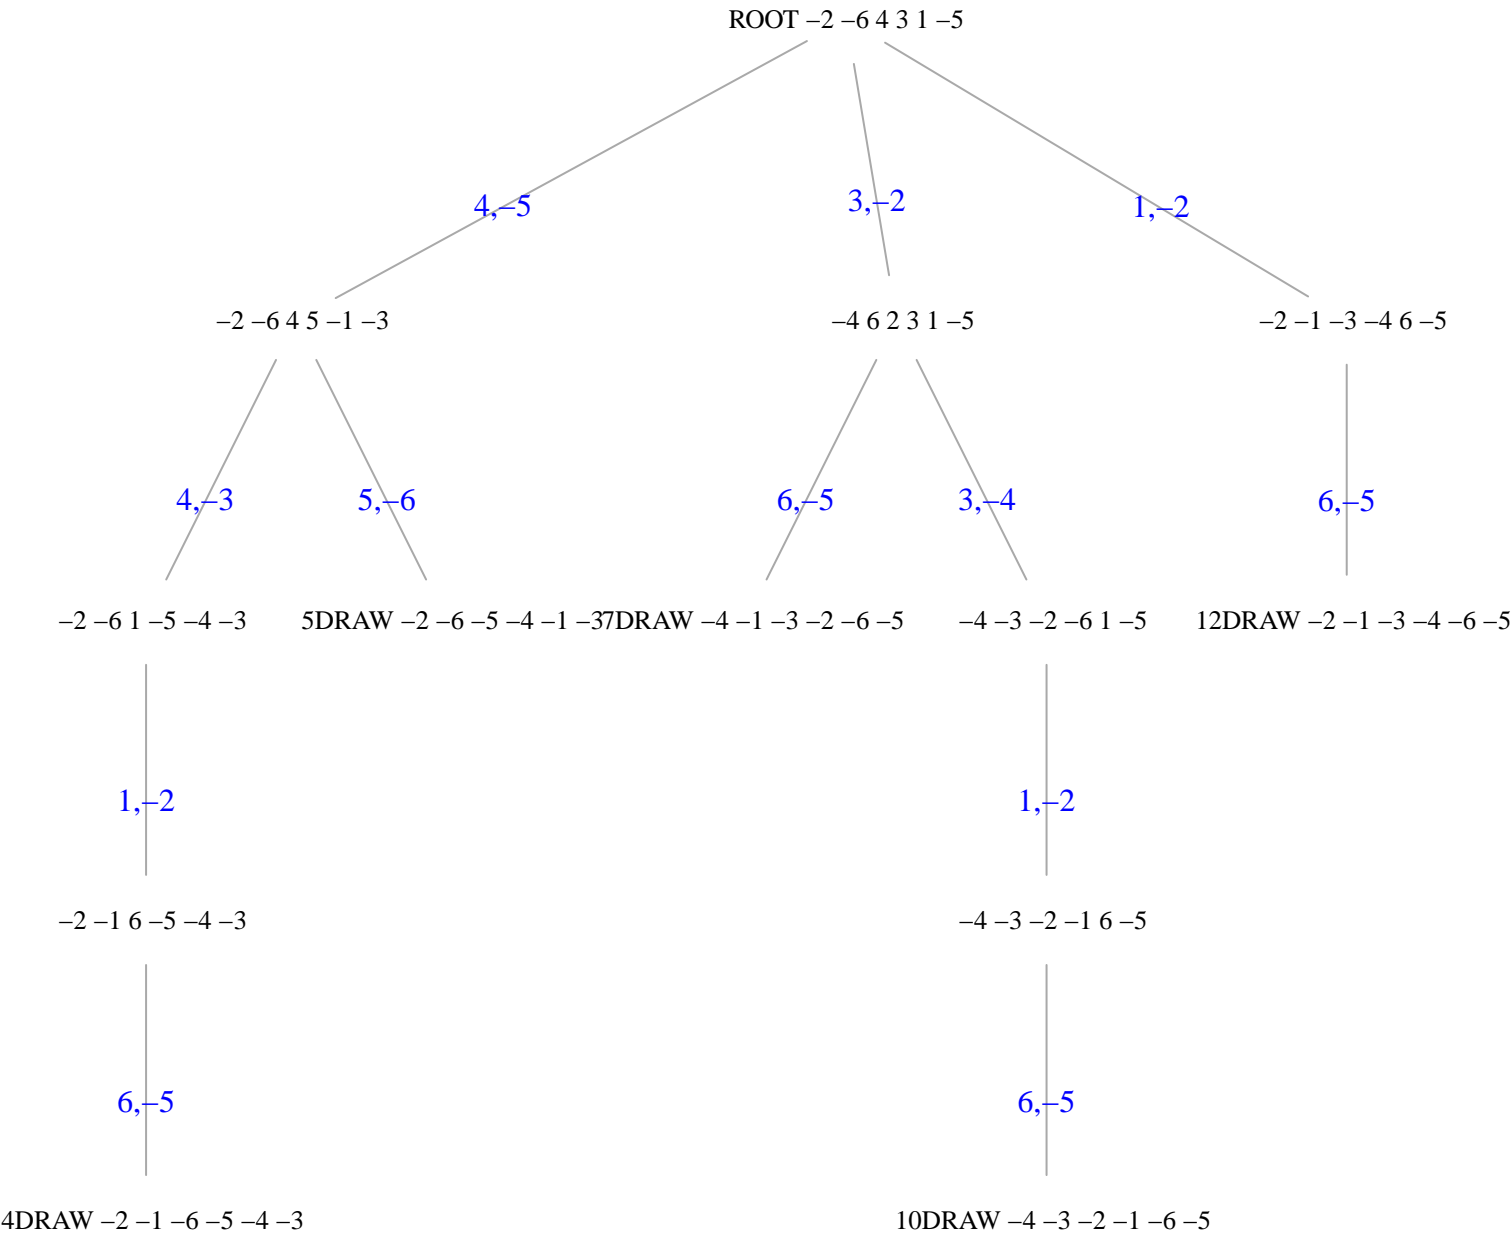 ROOT –2 –6 4 3 1 –5
4,–5
3,–2
1,–2
–2 –6 4 5 –1 –3
–4 6 2 3 1 –5
–2 –1 –3 –4 6 –5
4,–3
5,–6
6,–5
3,–4
6,–5
–2 –6 1 –5 –4 –3
5DRAW –2 –6 –5 –4 –1 –3
7DRAW –4 –1 –3 –2 –6 –5
–4 –3 –2 –6 1 –5
12DRAW –2 –1 –3 –4 –6 –5
1,–2
1,–2
–2 –1 6 –5 –4 –3
–4 –3 –2 –1 6 –5
6,–5
6,–5
4DRAW –2 –1 –6 –5 –4 –3
10DRAW –4 –3 –2 –1 –6 –5